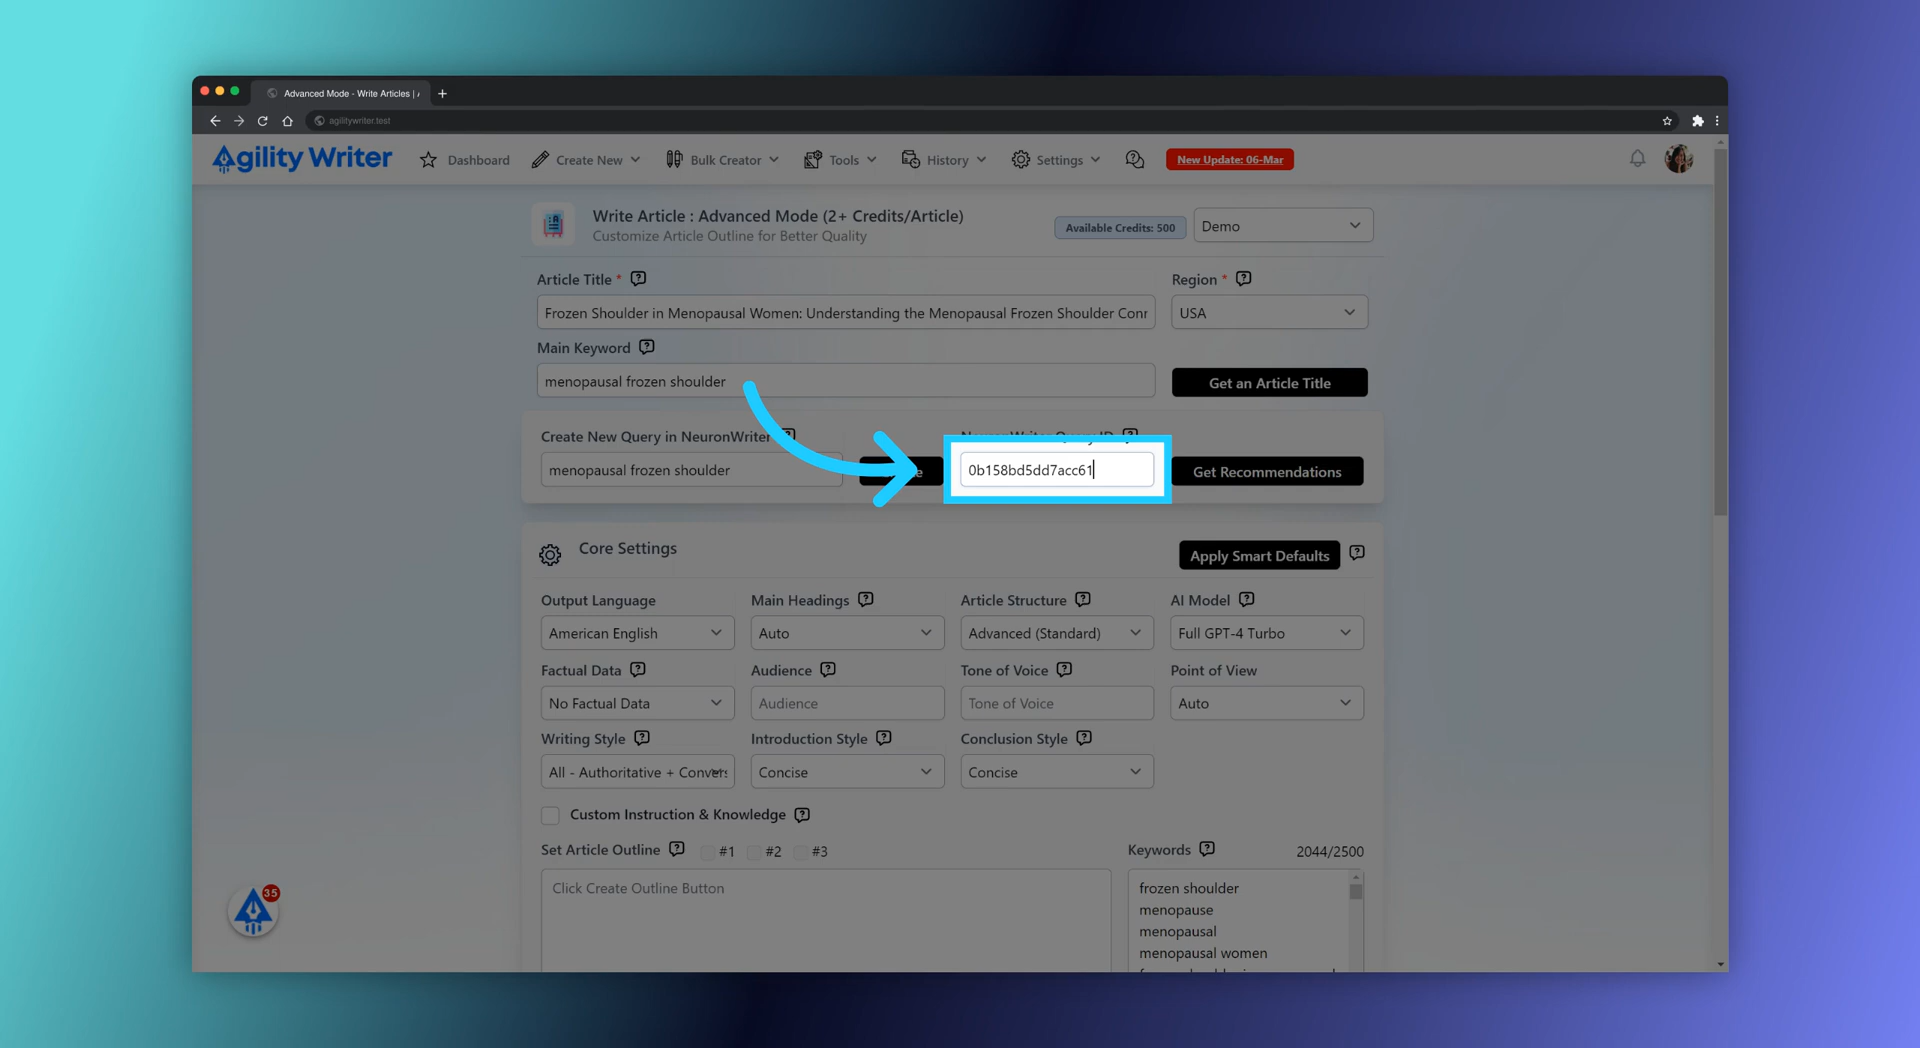 Advanced Mode - Write Articles | A
agilitywriter.test
Agility Writer
Dashboard
Create New
Bulk Creator
Tools
History
Settings
New Update: 06-Mar
Write Article : Advanced Mode (2+ Credits/Article)
Customize Article Outline for Better Quality
Available Credits: 500
Demo
Article Title *
Region *
Frozen Shoulder in Menopausal Women: Understanding the Menopausal Frozen Shoulder Conn
USA
Main Keyword
menopausal frozen shoulder
Get an Article Title
Create New Query in NeuronWriter
NeuronWriter Query ID
menopausal frozen shoulder
0b158bd5dd7acc61
Get Recommendations
Core Settings
Apply Smart Defaults
Output Language
Main Headings
Article Structure
AI Model
American English
Auto
Advanced (Standard)
Full GPT-4 Turbo
Factual Data
Audience
Tone of Voice
Point of View
No Factual Data
Audience
Tone of Voice
Auto
Writing Style
Introduction Style
Conclusion Style
All - Authoritative + Convers
Concise
Concise
Custom Instruction & Knowledge
Set Article Outline
#1
#2
#3
Keywords
2044/2500
Click Create Outline Button
frozen shoulder
menopause
menopausal
menopausal women
35